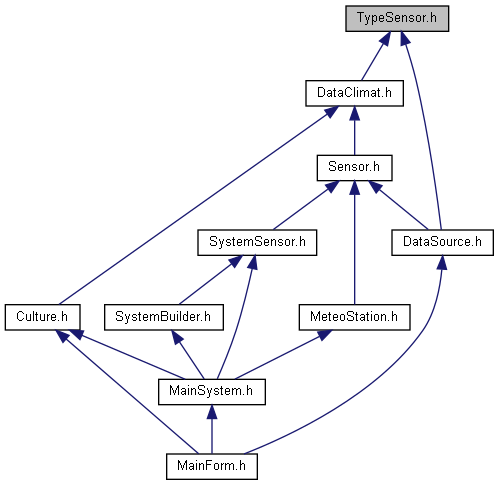 TypeSensor.h
DataClimat.h
Sensor.h
SystemSensor.h
DataSource.h
Culture.h
SystemBuilder.h
MeteoStation.h
MainSystem.h
MainForm.h